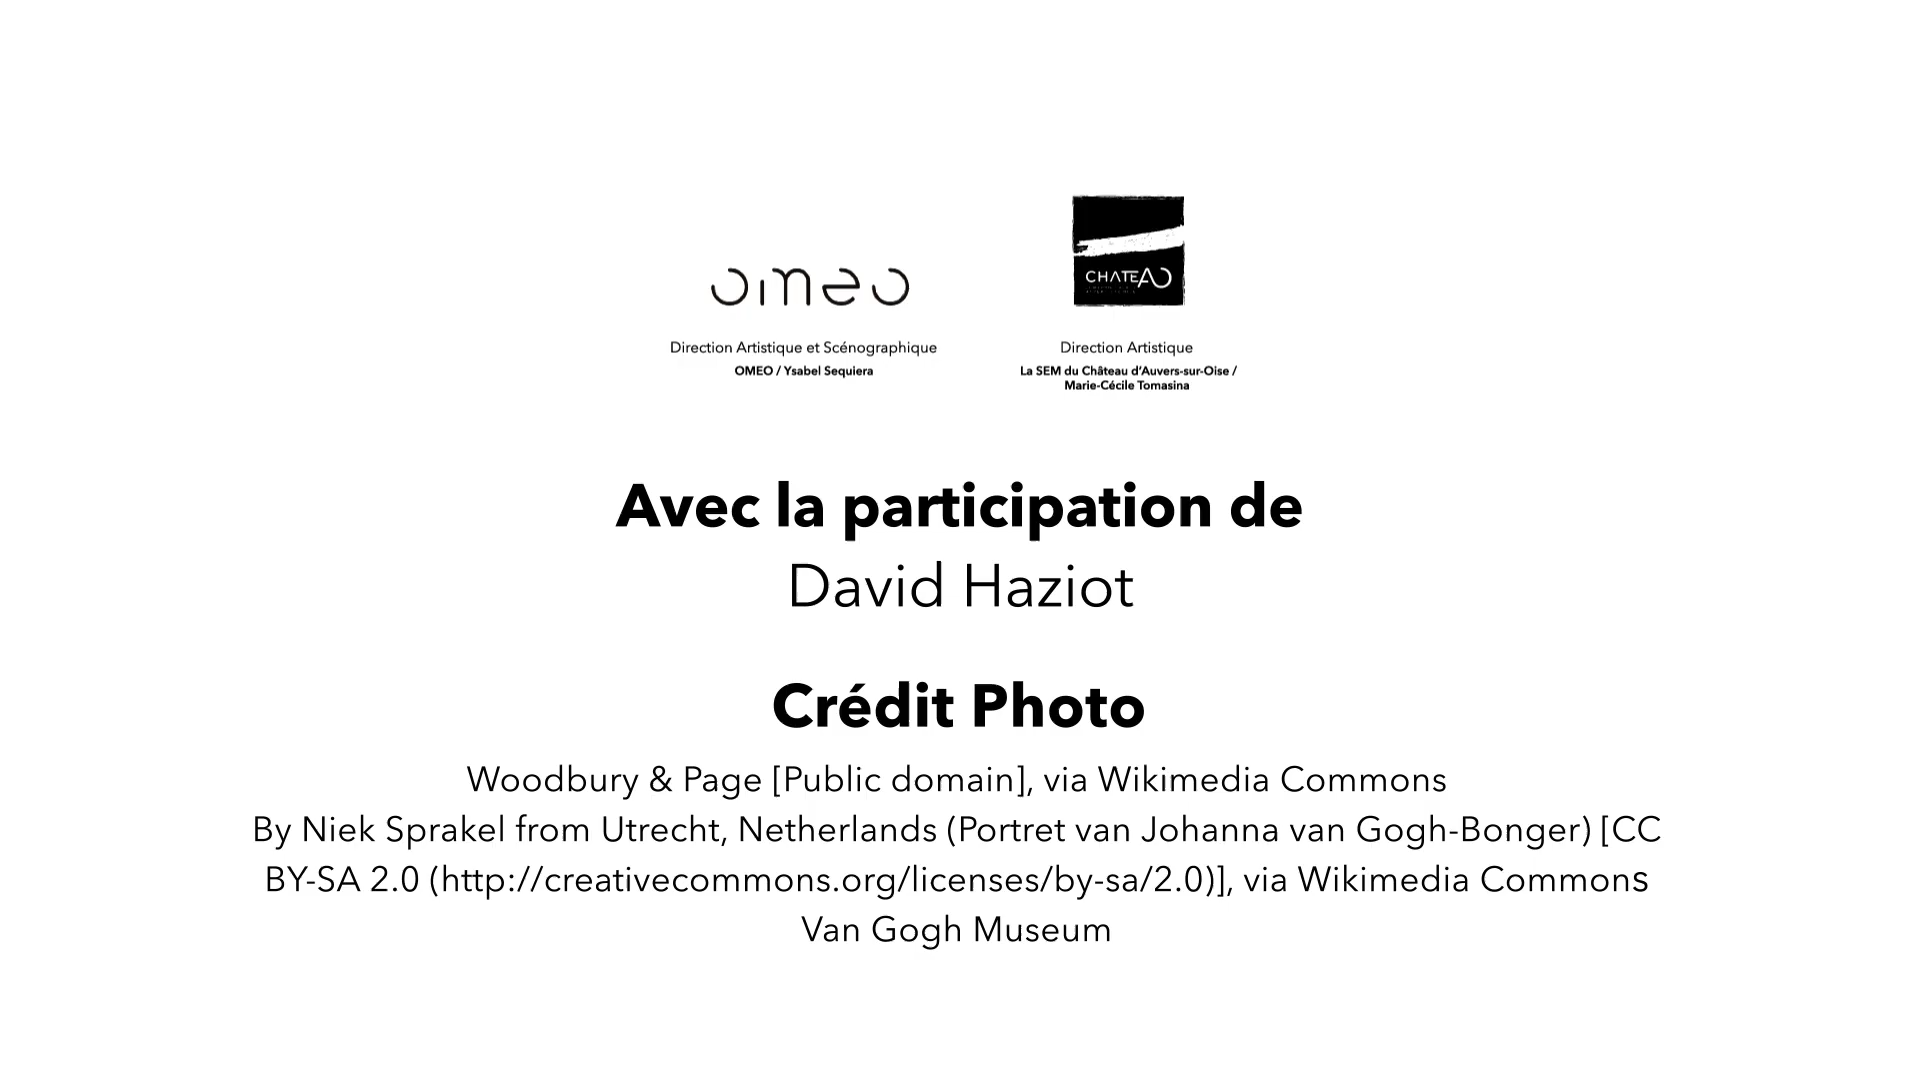 omeo
CHATEAO
Direction Artistique et Scénographique
OMEO / Ysabel Sequiera
Direction Artistique
La SEM du Château d’Auvers-sur-Oise /
Marie-Cécile Tomasina
Avec la participation de
David Haziot
Crédit Photo
Woodbury & Page [Public domain], via Wikimedia Commons
By Niek Sprakel from Utrecht, Netherlands (Portret van Johanna van Gogh-Bonger) [CC
BY-SA 2.0 (http://creativecommons.org/licenses/by-sa/2.0)], via Wikimedia Commons
Van Gogh Museum